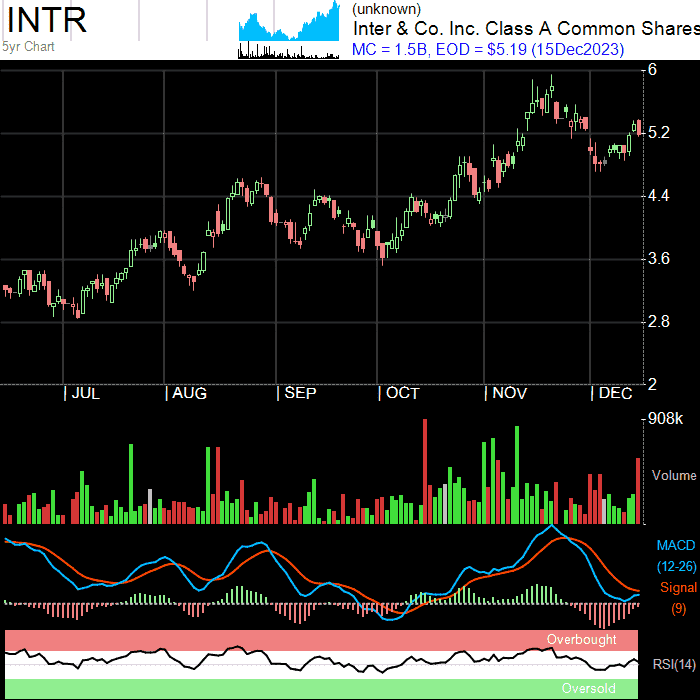 INTR
5yr Chart
(unknown)
Inter & Co. Inc. Class A Common Shares
MC = 1.5B, EOD = $5.19 (15Dec2023)
6
5.2
4.4
3.6
2.8
2
JUL AUG SEP OCT NOV DEC
908k
Volume
MACD
(12-26)
Signal
(9)
Overbought
RSI(14)
Oversold